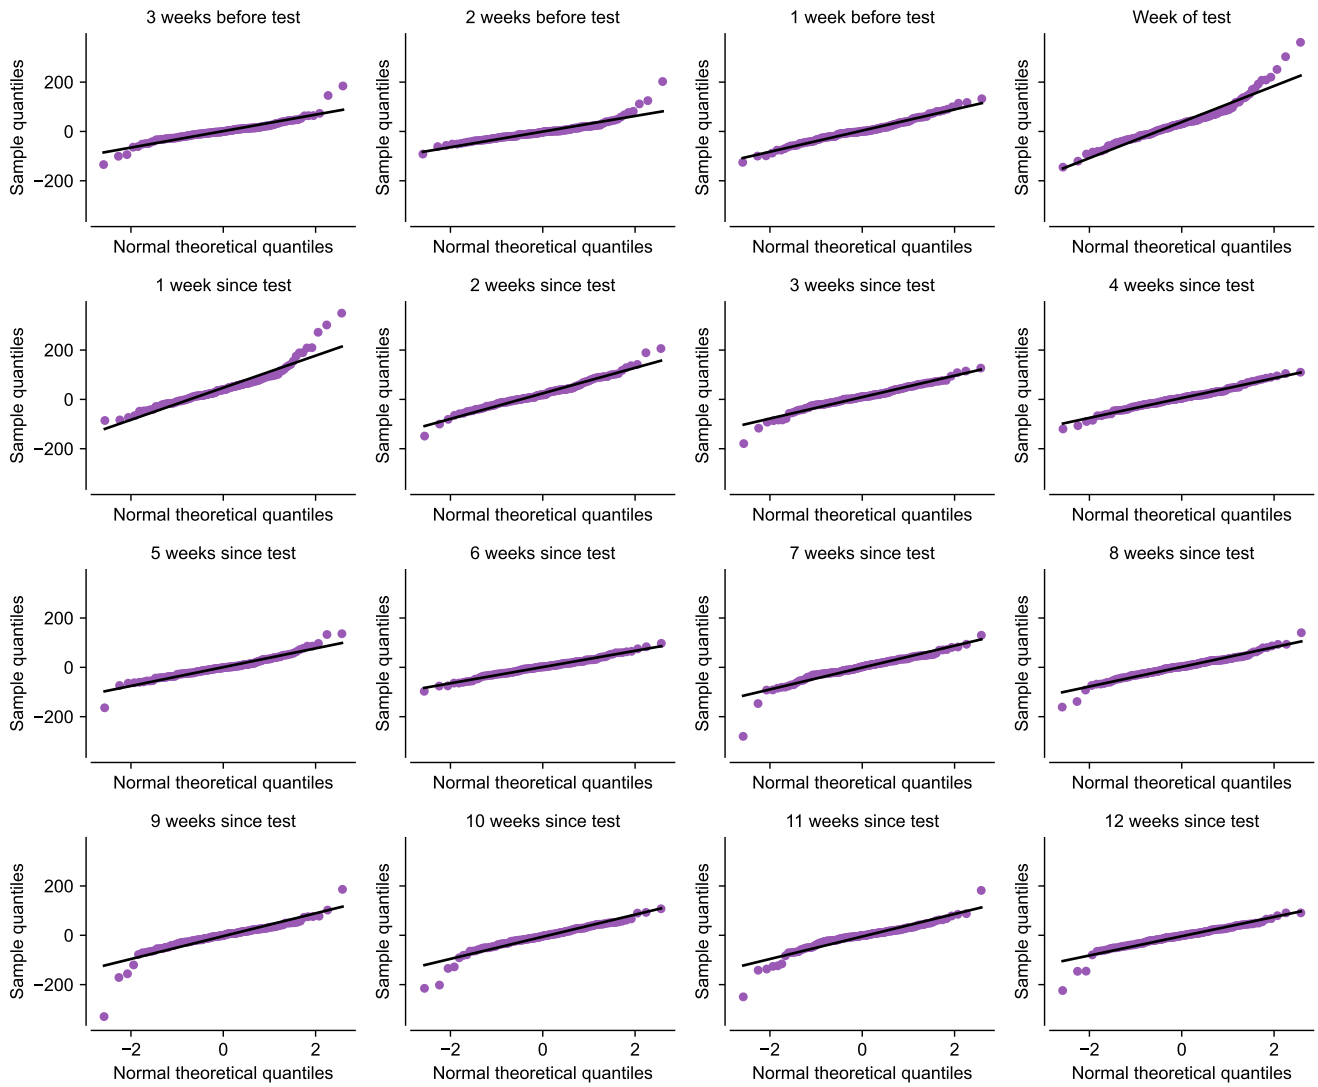 3 weeks before test
2 weeks before test
1 week before test
Week of test
Sample quantiles
200
0
−200
Sample quantiles
Sample quantiles
Sample quantiles
Normal theoretical quantiles
Normal theoretical quantiles
Normal theoretical quantiles
Normal theoretical quantiles
1 week since test
2 weeks since test
3 weeks since test
4 weeks since test
Sample quantiles
200
0
−200
Sample quantiles
Sample quantiles
Sample quantiles
Normal theoretical quantiles
Normal theoretical quantiles
Normal theoretical quantiles
Normal theoretical quantiles
5 weeks since test
6 weeks since test
7 weeks since test
8 weeks since test
Sample quantiles
200
0
−200
Sample quantiles
Sample quantiles
Sample quantiles
Normal theoretical quantiles
Normal theoretical quantiles
Normal theoretical quantiles
Normal theoretical quantiles
9 weeks since test
10 weeks since test
11 weeks since test
12 weeks since test
Sample quantiles
200
0
−200
Sample quantiles
Sample quantiles
Sample quantiles
−2 0 2
−2 0 2
−2 0 2
−2 0 2
Normal theoretical quantiles
Normal theoretical quantiles
Normal theoretical quantiles
Normal theoretical quantiles